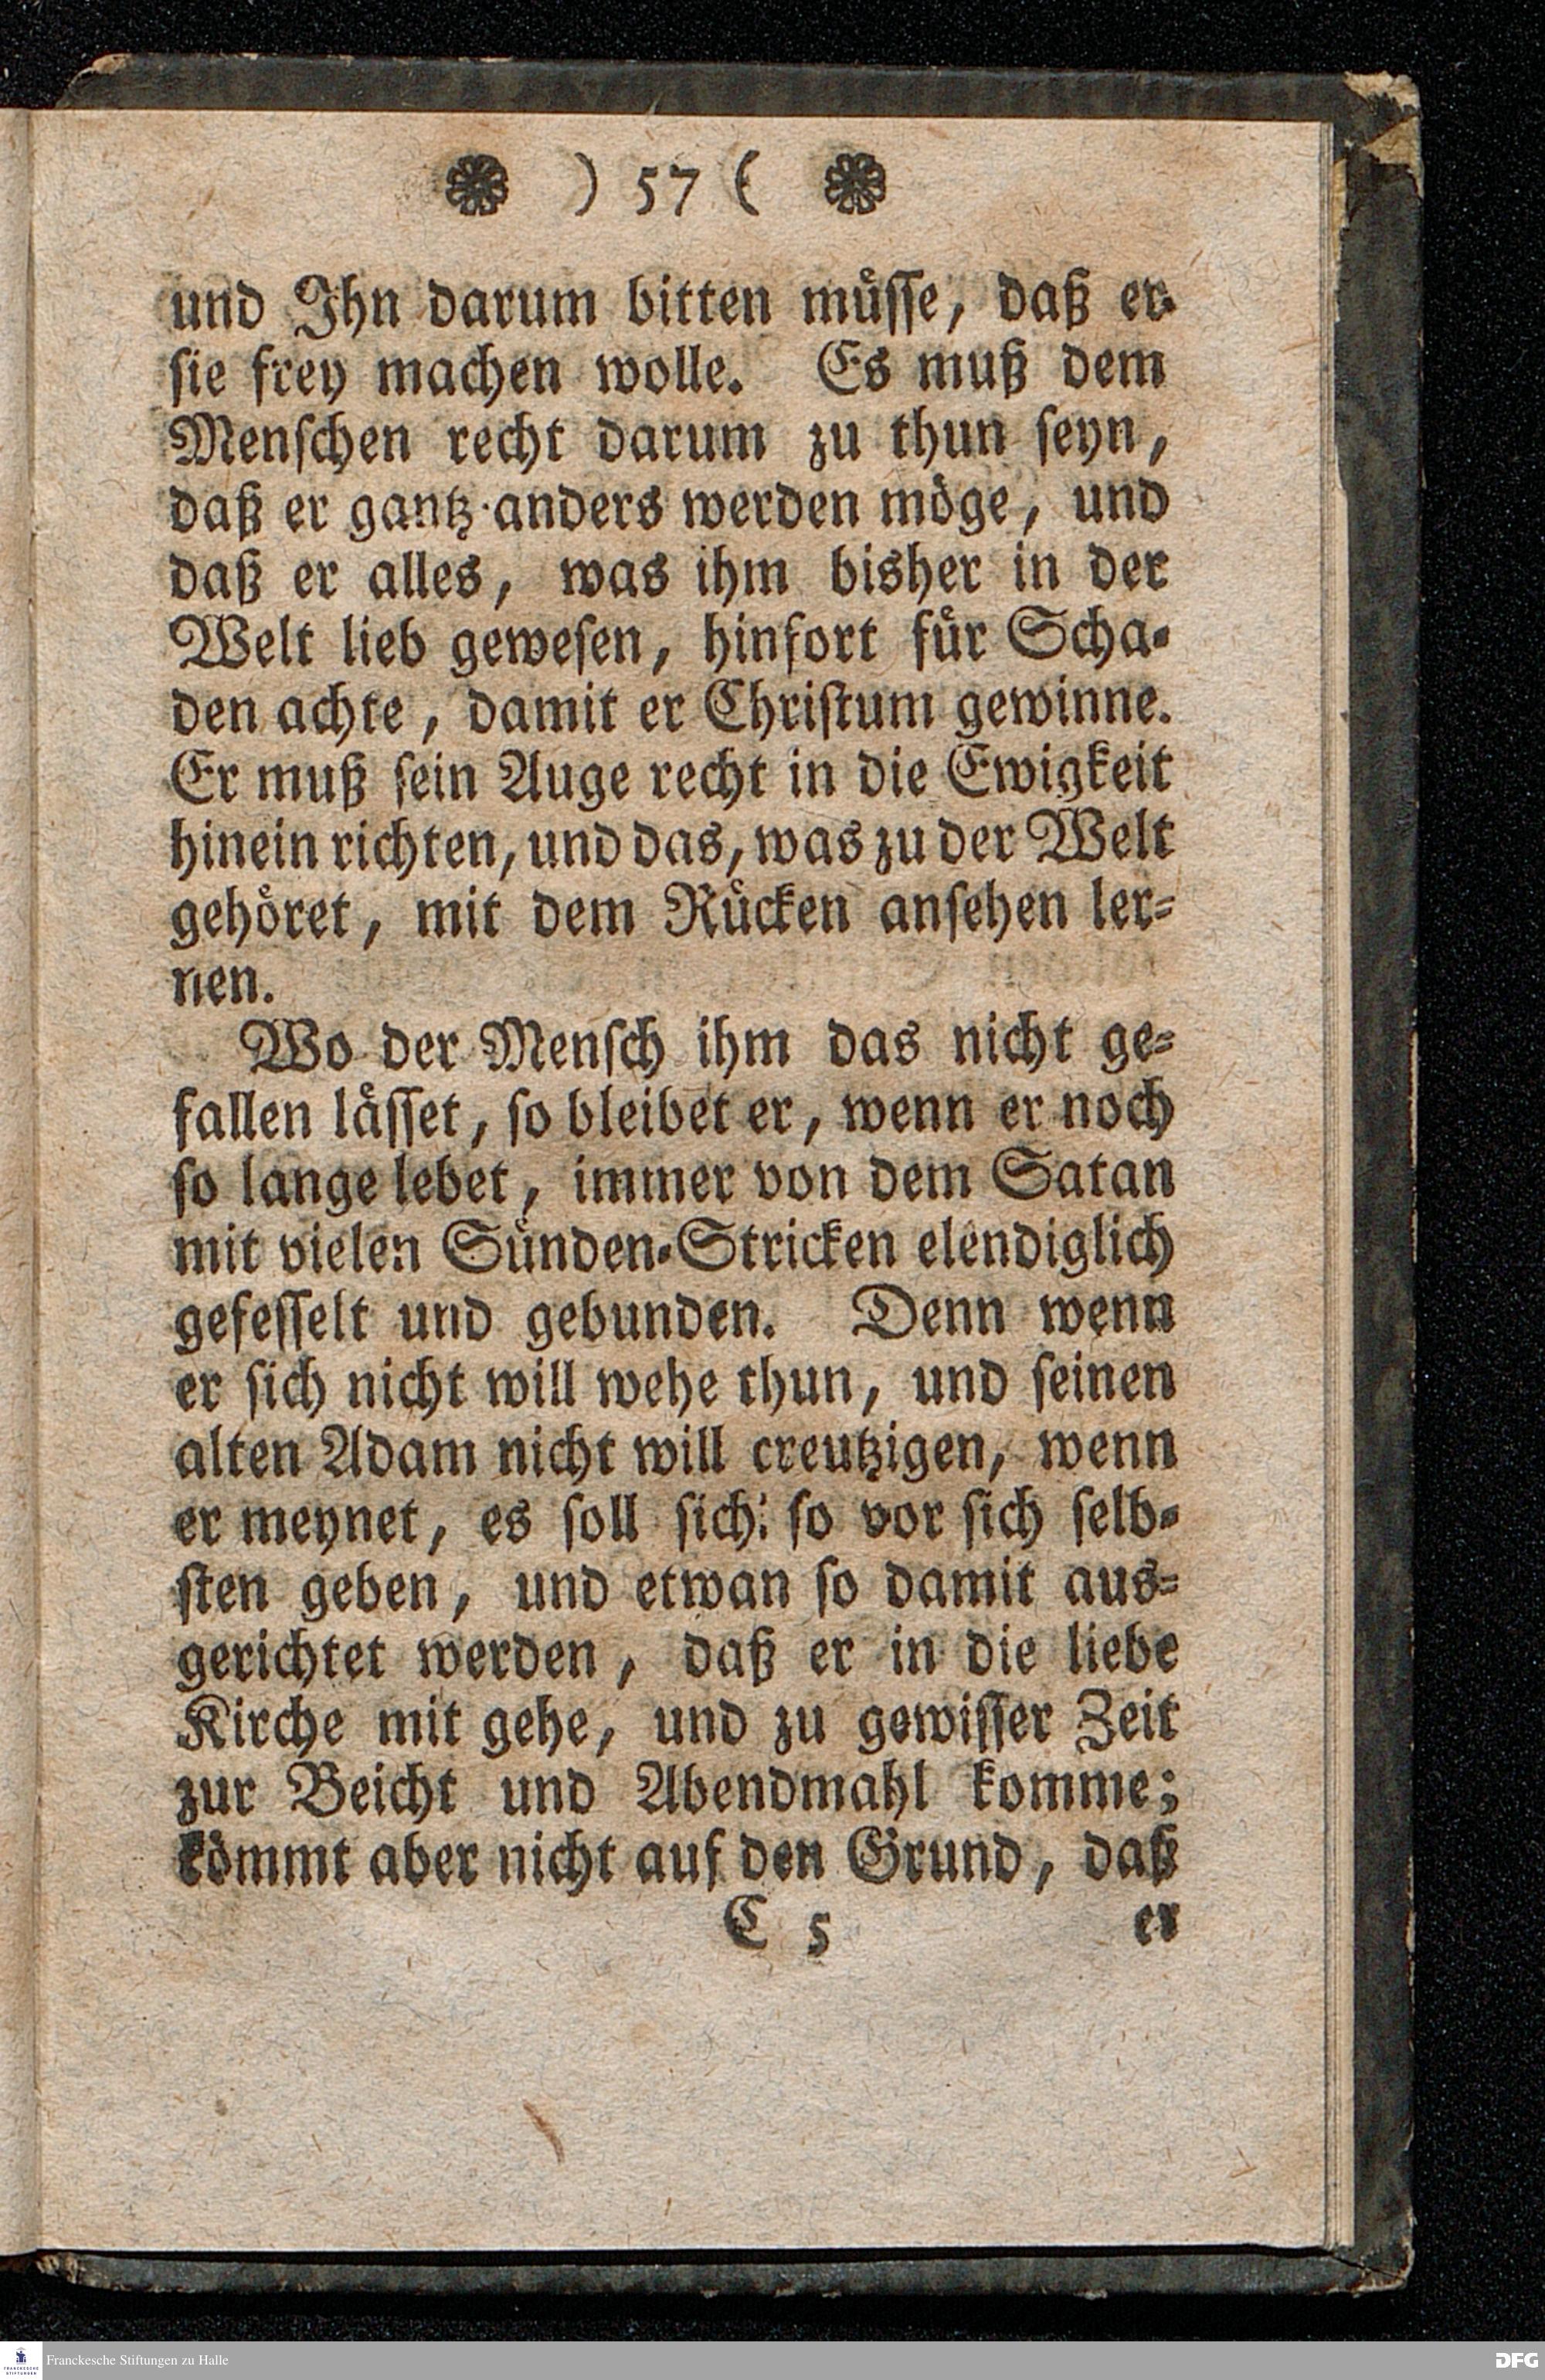 ) 57 (
und Ihn darum bitten müsse, daß er
sie frey machen wolle. Es muß dem
Menschen recht darum zu thun seyn,
daß er gantz anders werden möge, und
daß er alles, was ihm bisher in der
Welt lieb gewesen, hinfort für Scha-
den achte, damit er Christum gewinne.
Er muß sein Auge recht in die Ewigkeit
hinein richten, und das, was zu der Welt
gehöret, mit dem Rücken ansehen ler-
nen.
Wo der Mensch ihm das nicht ge-
fallen lässet, so bleibet er, wenn er noch
so lange lebet, immer von dem Satan
mit vielen Sünden-Stricken elendiglich
gefesselt und gebunden. Denn wenn
er sich nicht will wehe thun, und seinen
alten Adam nicht will creutzigen, wenn
er meynet, es soll sich so vor sich selb-
sten geben, und etwan so damit aus-
gerichtet werden, daß er in die liebe
Kirche mit gehe, und zu gewisser Zeit
zur Beicht und Abendmahl komme;
kömmt aber nicht auf den Grund, daß
C 5 er
Franckesche Stiftungen zu Halle
DFG